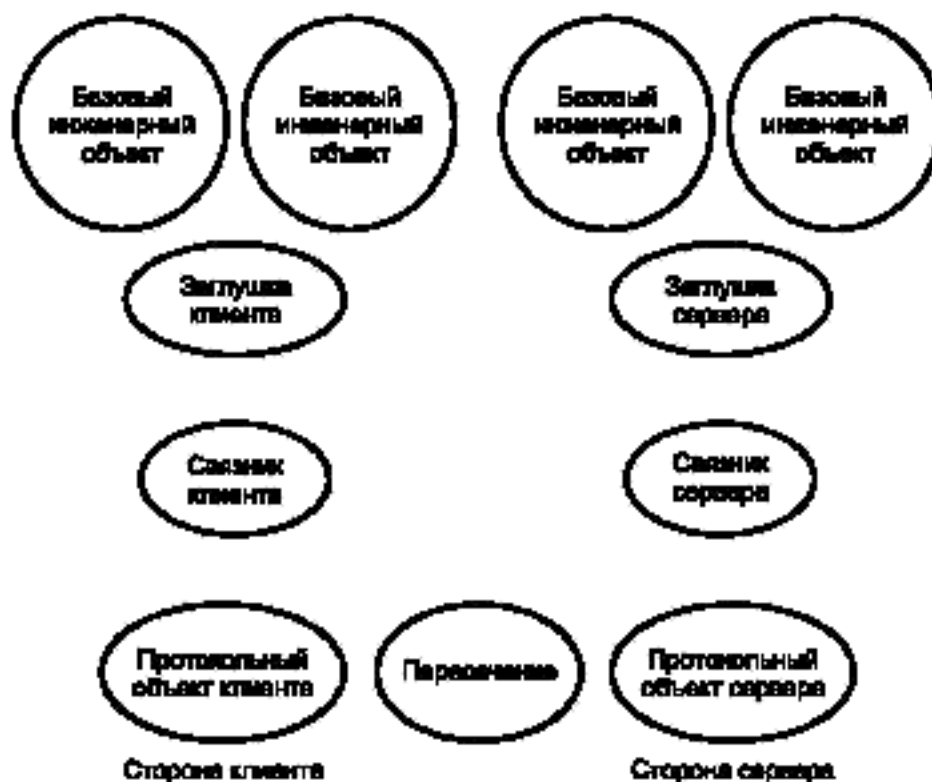 Базовый
инженерный
объект
Базовый
инженерный
объект
Базовый
инженерный
объект
Базовый
инженерный
объект
Заглушка
клиента
Заглушка
сервера
Связник
клиента
Связник
сервера
Протокольный
объект клиента
Пересечение
Протокольный
объект сервера
Сторона клиента
Сторона сервера